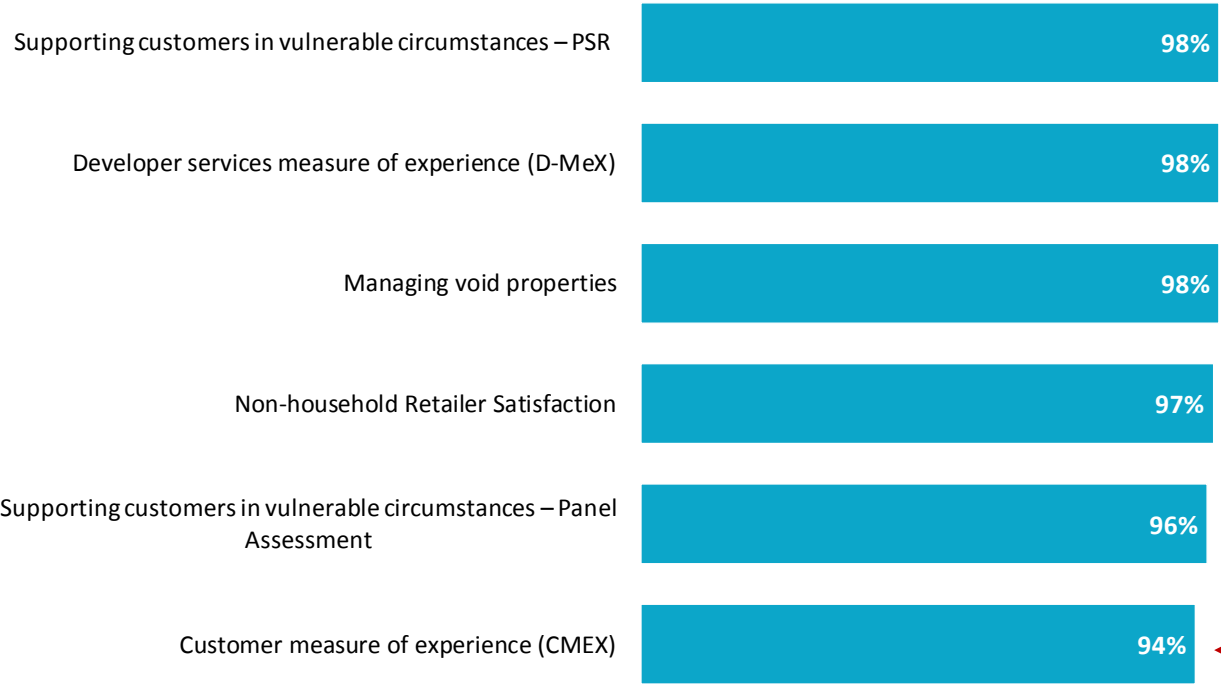 Supporting customers in vulnerable circumstances – PSR 98%
Developer services measure of experience (D-MeX) 98%
Managing void properties 98%
Non-household Retailer Satisfaction 97%
Supporting customers in vulnerable circumstances – Panel
Assessment 96%
Customer measure of experience (CMEX) 94%